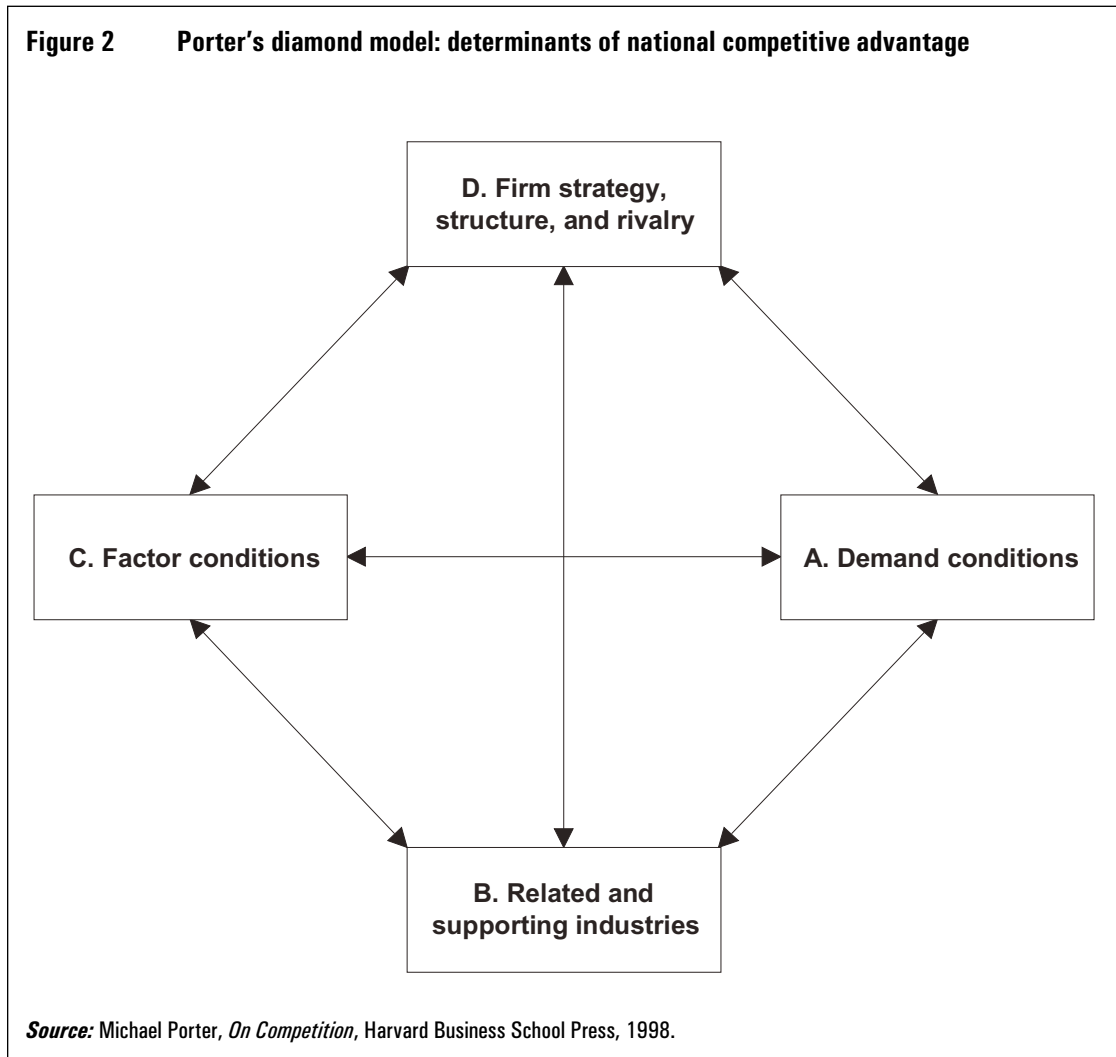 Figure 2 Porter's diamond model: determinants of national competitive advantage
D. Firm strategy,
structure, and rivalry
C. Factor conditions
A. Demand conditions
B. Related and
supporting industries
Source: Michael Porter, On Competition, Harvard Business School Press, 1998.